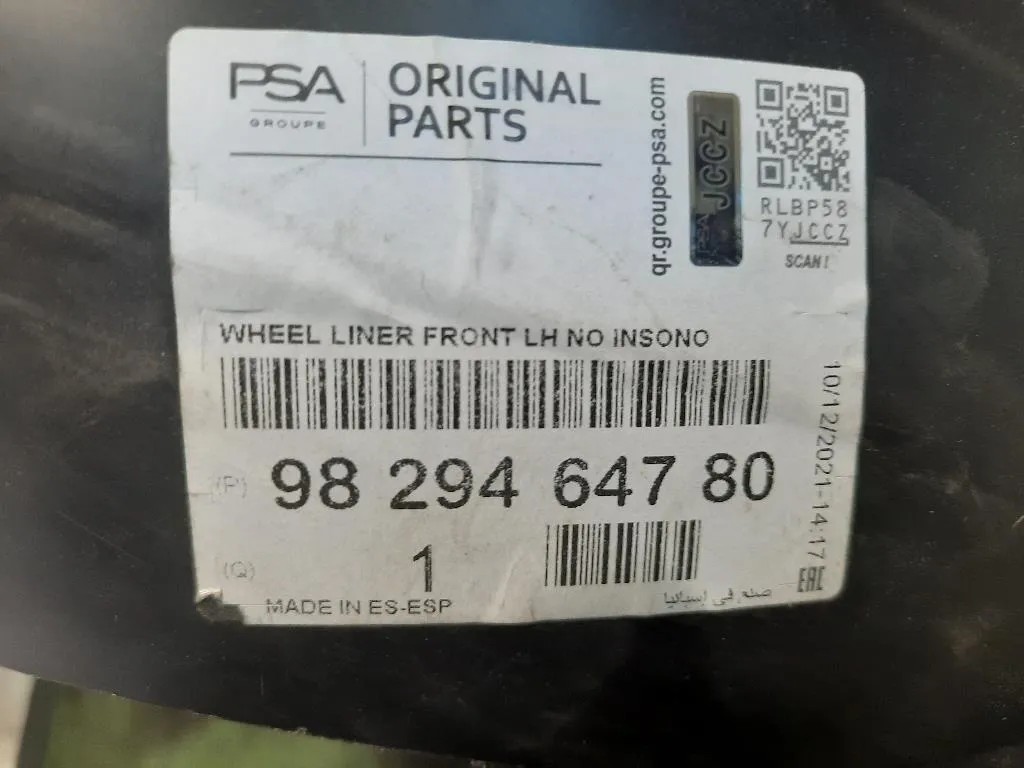 PSA
GROUPE
ORIGINAL
PARTS
qr.groupe-psa.com
PSA JCCZ
RLBP58
7YJCCZ
SCAN!
WHEEL LINER FRONT LH NO INSONO
10/12/2021-14:17
(P) 98 294 647 80
(Q) 1
MADE IN ES-ESP
صنع في إسبانيا
EAC